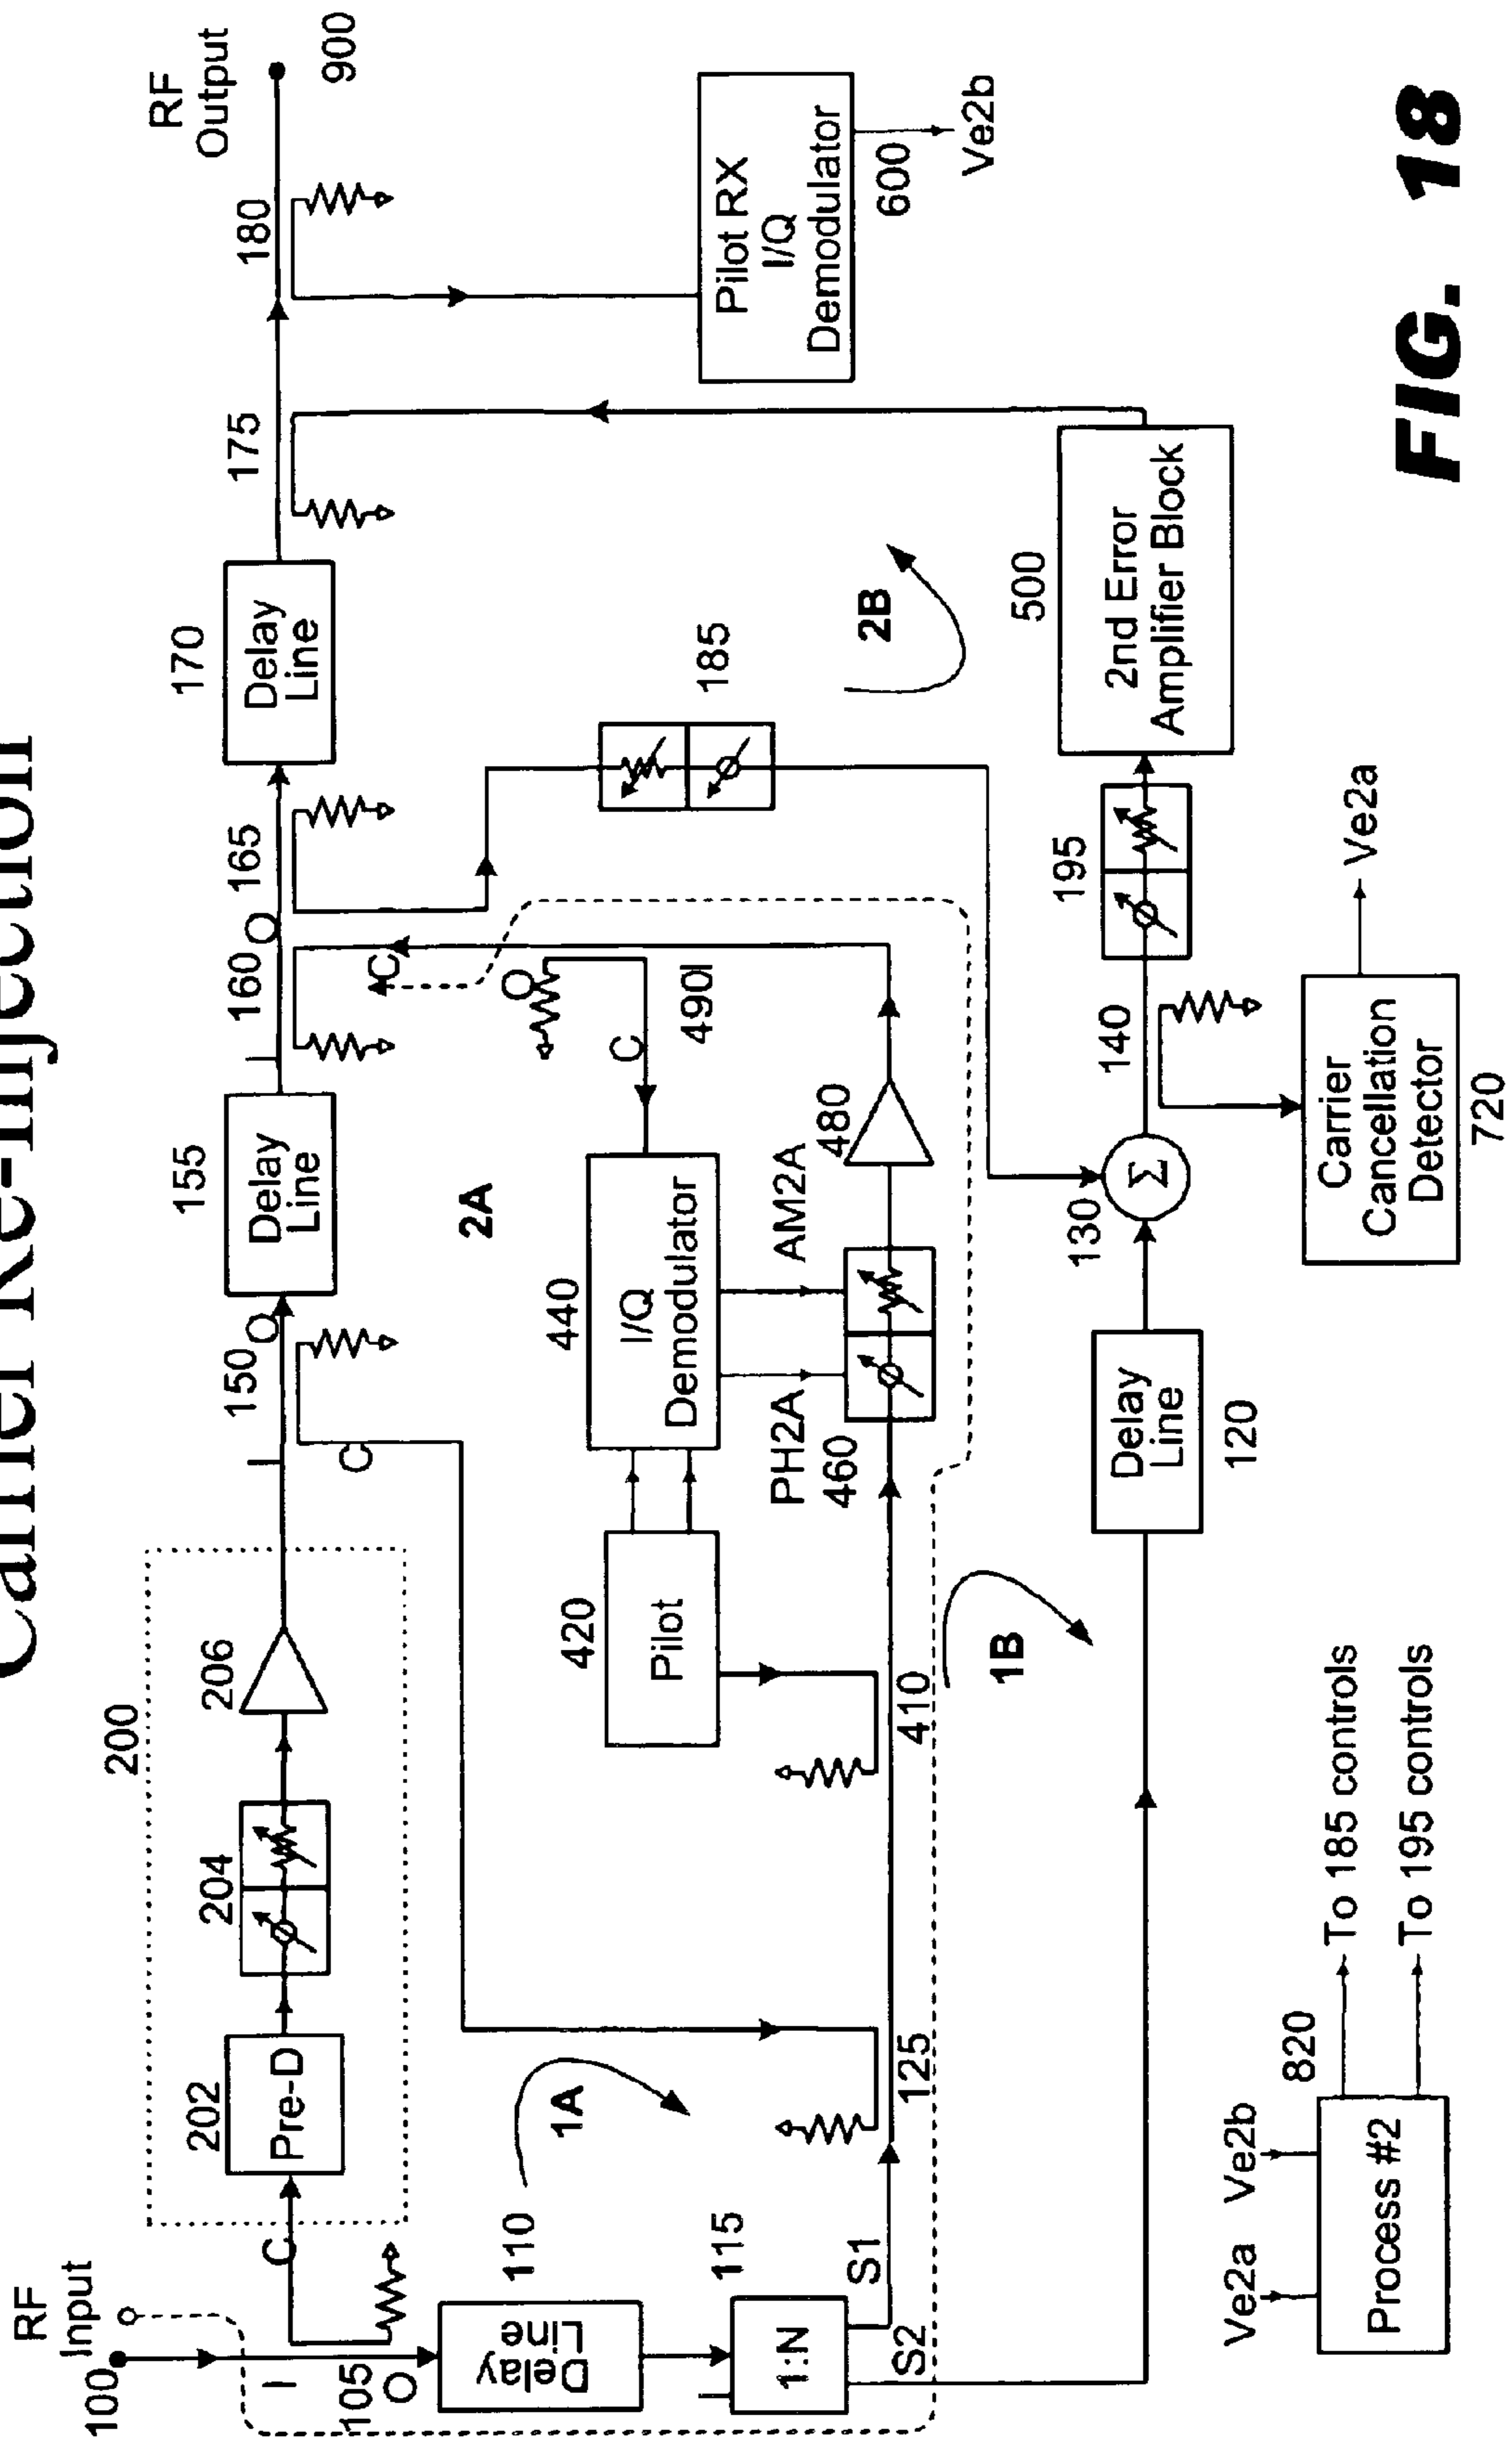 Carrier Re-Injection
RF
Input
100
I
105
O
C
200
202
Pre-D
204
206
I
150
O
C
155
Delay
Line
I
160
O
C
165
170
Delay
Line
175
180
RF
Output
900
110
Delay
Line
115
1:N
S1
S2
1A
125
410
420
Pilot
440
I/Q
Demodulator
2A
C
O
490I
PH2A
AM2A
460
480
185
2B
Pilot RX
I/Q
Demodulator
600
Ve2b
1B
120
Delay
Line
130
Σ
140
195
500
2nd Error
Amplifier Block
Carrier
Cancellation
Detector
720
Ve2a
Ve2a
Ve2b
820
Process #2
To 185 controls
To 195 controls
FIG. 18